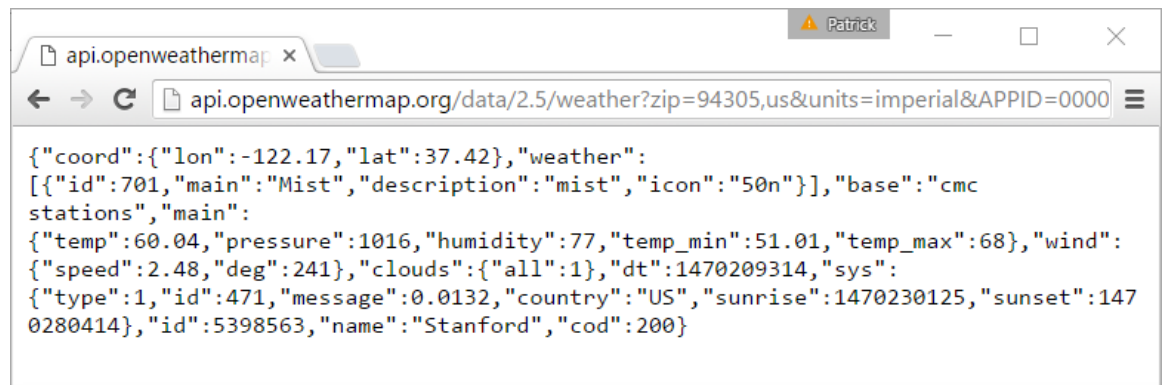 Patrick
api.openweathermap
api.openweathermap.org/data/2.5/weather?zip=94305,us&units=imperial&APPID=0000
{"coord":{"lon":-122.17,"lat":37.42},"weather":
[{"id":701,"main":"Mist","description":"mist","icon":"50n"}],"base":"cmc
stations","main":
{"temp":60.04,"pressure":1016,"humidity":77,"temp_min":51.01,"temp_max":68},"wind":
{"speed":2.48,"deg":241},"clouds":{"all":1},"dt":1470209314,"sys":
{"type":1,"id":471,"message":0.0132,"country":"US","sunrise":1470230125,"sunset":147
0280414},"id":5398563,"name":"Stanford","cod":200}